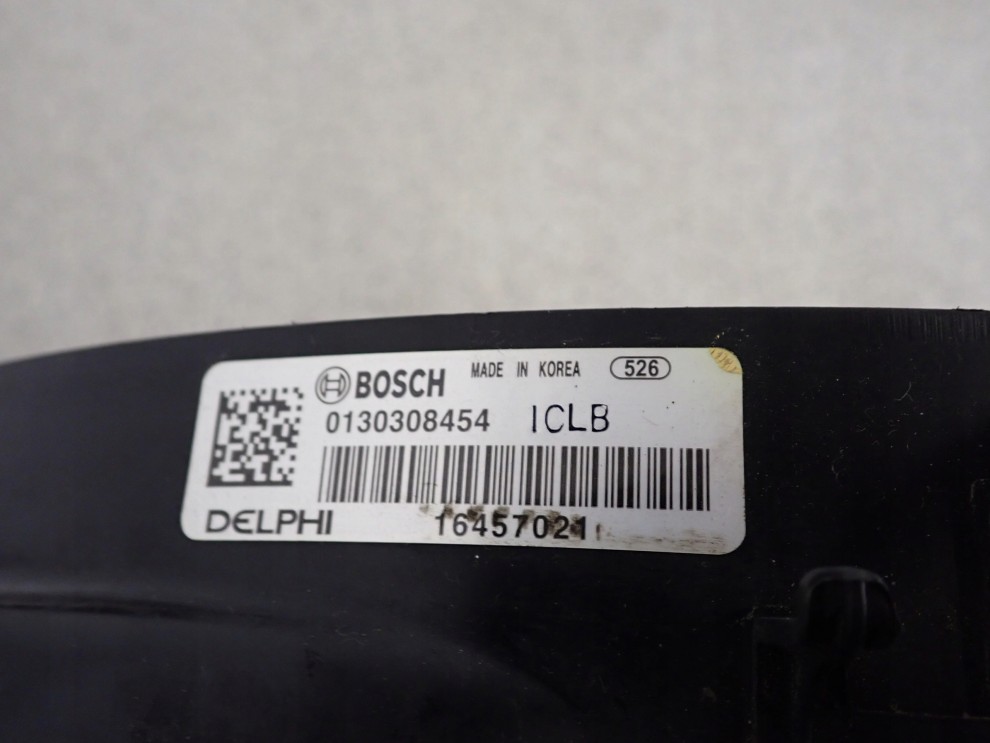 BOSCH MADE IN KOREA 526
0130308454 ICLB
DELPHI 16457021